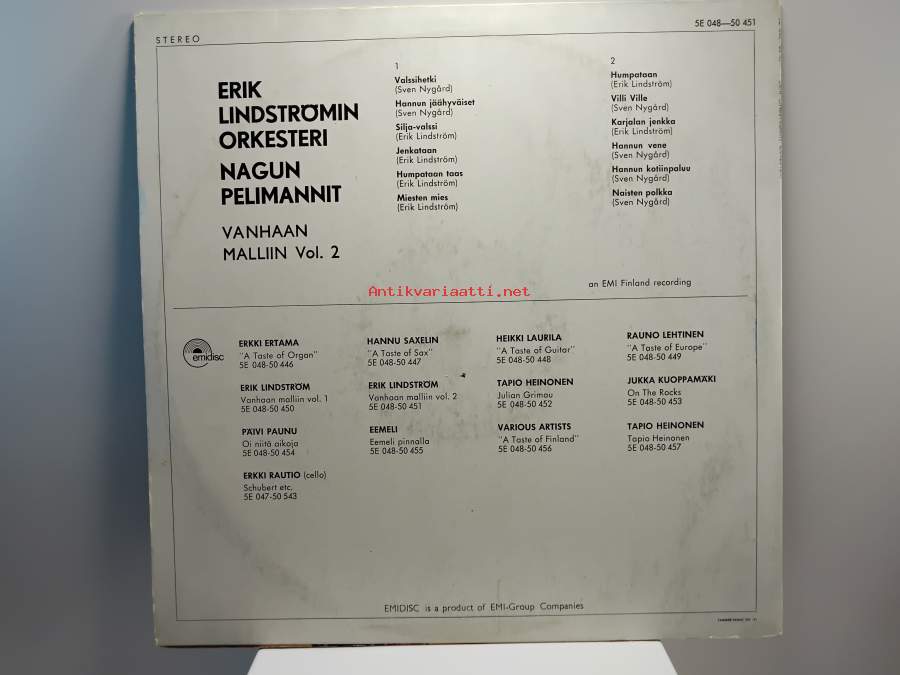 STEREO
5E 048—50 451
ERIK
LINDSTRÖMIN
ORKESTERI
NAGUN
PELIMANNIT
VANHAAN
MALLIIN Vol. 2
1
Valssihetki
(Sven Nygård)
Hannun jäähyväiset
(Sven Nygård)
Silja-valssi
(Erik Lindström)
Jenkataan
(Erik Lindström)
Humpataan taas
(Erik Lindström)
Miesten mies
(Erik Lindström)
2
Humpataan
(Erik Lindström)
Villi Ville
(Sven Nygård)
Karjalan jenkka
(Erik Lindström)
Hannun vene
(Sven Nygård)
Hannun kotiinpaluu
(Sven Nygård)
Naisten polkka
(Sven Nygård)
Antikvariaatti.net
an EMI Finland recording
emidisc
ERKKI ERTAMA
"A Taste of Organ"
5E 048-50 446
HANNU SAXELIN
"A Taste of Sax"
5E 048-50 447
HEIKKI LAURILA
"A Taste of Guitar"
5E 048-50 448
RAUNO LEHTINEN
"A Taste of Europe"
5E 048-50 449
ERIK LINDSTRÖM
Vanhaan malliin vol. 1
5E 048-50 450
ERIK LINDSTRÖM
Vanhaan malliin vol. 2
5E 048-50 451
TAPIO HEINONEN
Julian Grimau
5E 048-50 452
JUKKA KUOPPAMÄKI
On The Rocks
5E 048-50 453
PÄIVI PAUNU
Oi niitä aikoja
5E 048-50 454
EEMELI
Eemeli pinnalla
5E 048-50 455
VARIOUS ARTISTS
"A Taste of Finland"
5E 048-50 456
TAPIO HEINONEN
Tapio Heinonen
5E 048-50 457
ERKKI RAUTIO (cello)
Schubert etc.
5E 047-50 543
EMIDISC is a product of EMI-Group Companies